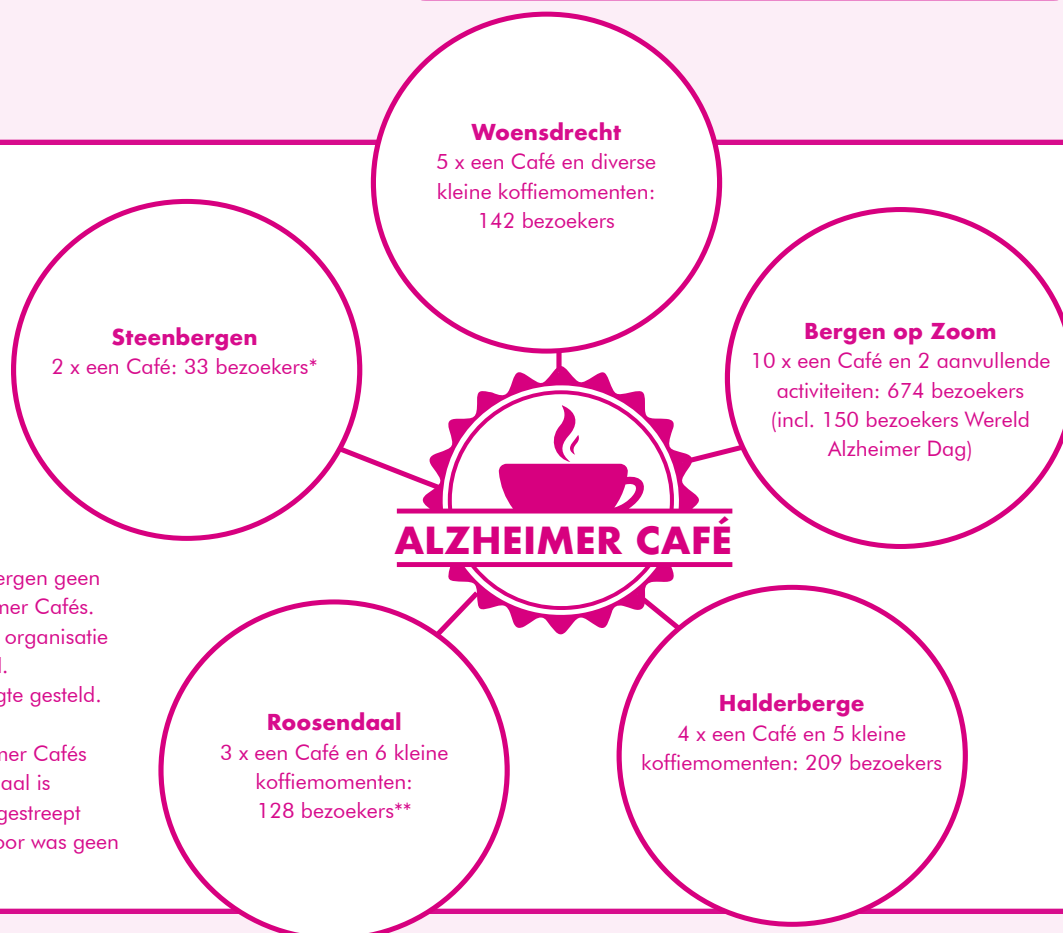 Woensdrecht
5 x een Café en diverse
kleine koffiemomenten:
142 bezoekers
Steenbergen
2 x een Café: 33 bezoekers*
Bergen op Zoom
10 x een Café en 2 aanvullende
activiteiten: 674 bezoekers
(incl. 150 bezoekers Wereld
Alzheimer Dag)
ALZHEIMER CAFÉ
ergen geen
mer Cafés.
organisatie
gte gesteld.
mer Cafés
aal is
gestreept
oor was geen
Roosendaal
3 x een Café en 6 kleine
koffiemomenten:
128 bezoekers**
Halderberge
4 x een Café en 5 kleine
koffiemomenten: 209 bezoekers